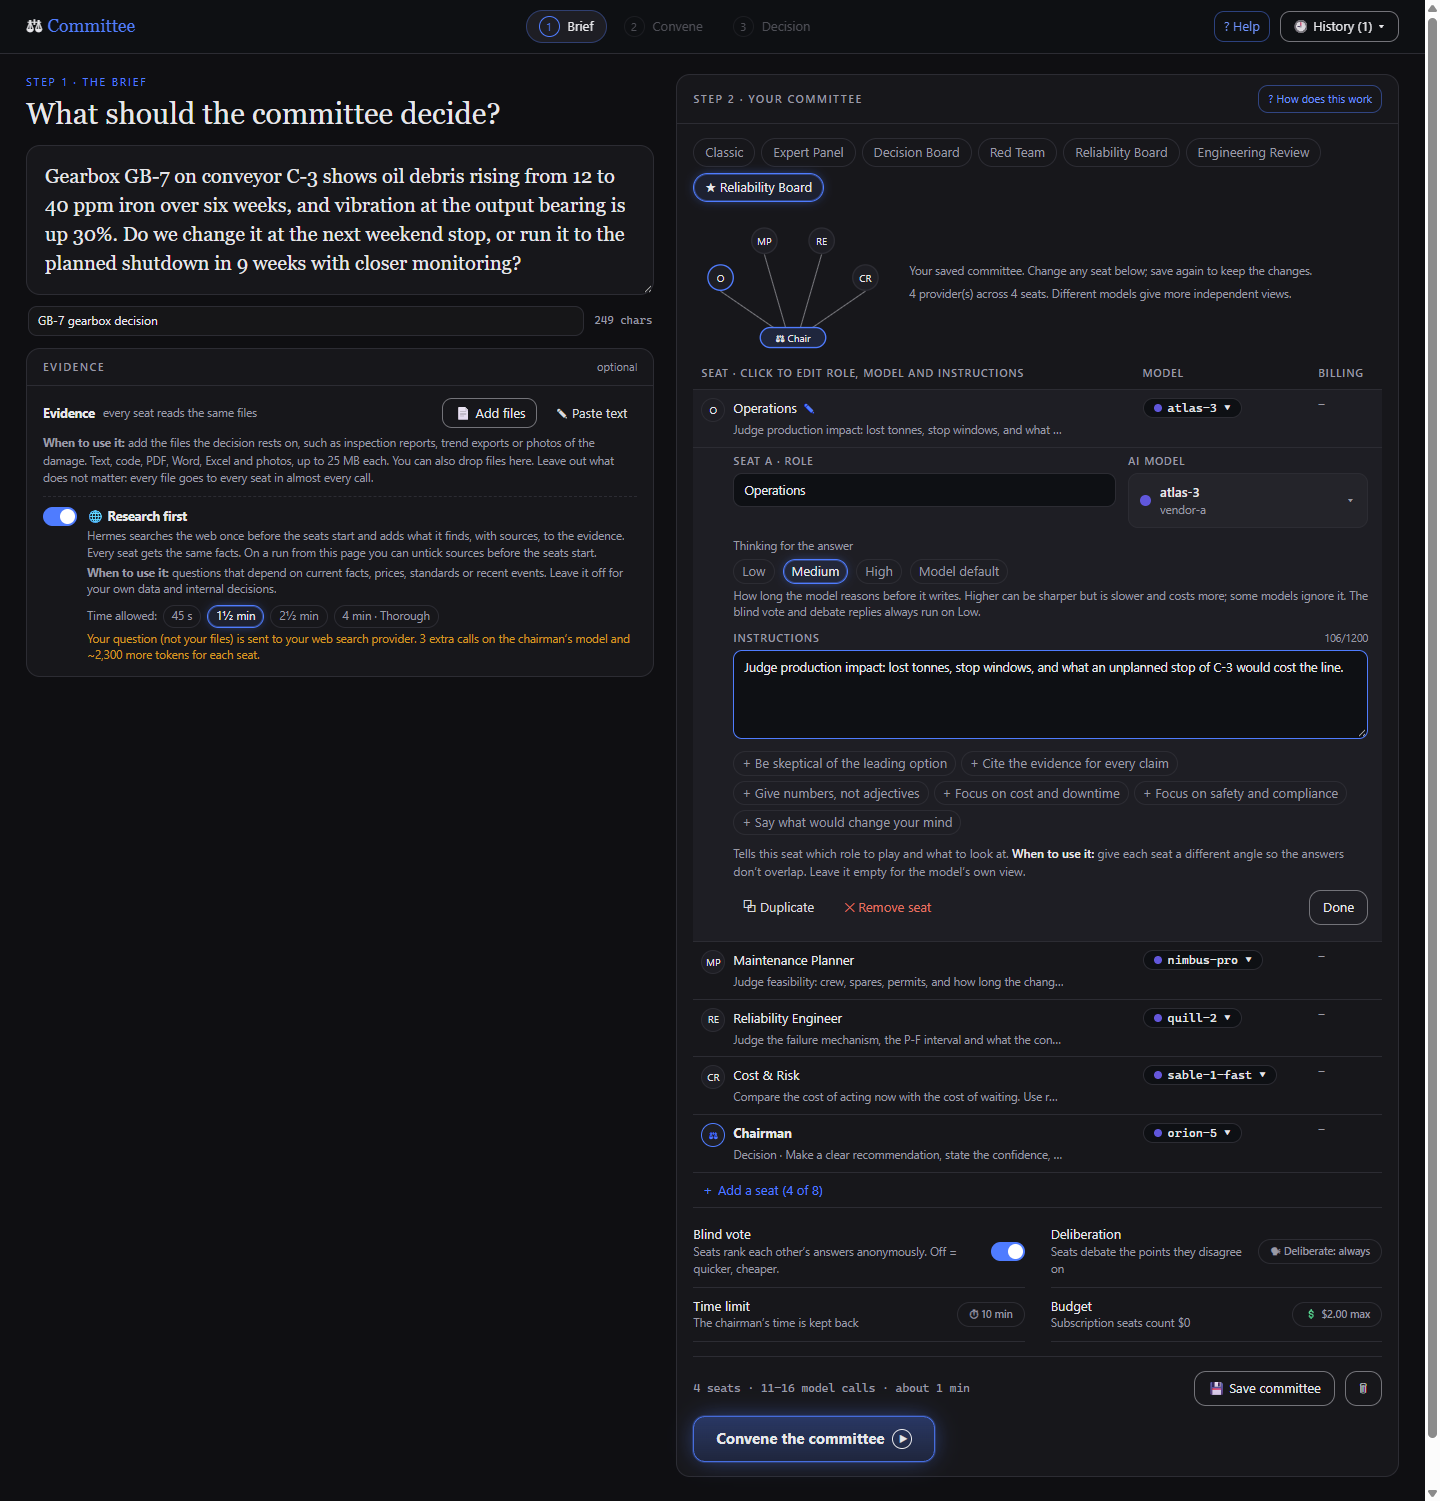 Committee
1 Brief
2 Convene
3 Decision
? Help
History (1)
STEP 1 · THE BRIEF
What should the committee decide?
Gearbox GB-7 on conveyor C-3 shows oil debris rising from 12 to
40 ppm iron over six weeks, and vibration at the output bearing is
up 30%. Do we change it at the next weekend stop, or run it to the
planned shutdown in 9 weeks with closer monitoring?
GB-7 gearbox decision
249 chars
EVIDENCE
optional
Evidence every seat reads the same files
Add files
Paste text
When to use it: add the files the decision rests on, such as inspection reports, trend exports or photos of the
damage. Text, code, PDF, Word, Excel and photos, up to 25 MB each. You can also drop files here. Leave out what
does not matter: every file goes to every seat in almost every call.
Research first
Hermes searches the web once before the seats start and adds what it finds, with sources, to the evidence.
Every seat gets the same facts. On a run from this page you can untick sources before the seats start.
When to use it: questions that depend on current facts, prices, standards or recent events. Leave it off for
your own data and internal decisions.
Time allowed: 45 s 1½ min 2½ min 4 min · Thorough
Your question (not your files) is sent to your web search provider. 3 extra calls on the chairman's model and
~2,300 more tokens for each seat.
STEP 2 · YOUR COMMITTEE
? How does this work
Classic
Expert Panel
Decision Board
Red Team
Reliability Board
Engineering Review
★ Reliability Board
MP
RE
O
CR
Chair
Your saved committee. Change any seat below; save again to keep the changes.
4 provider(s) across 4 seats. Different models give more independent views.
SEAT · CLICK TO EDIT ROLE, MODEL AND INSTRUCTIONS
MODEL
BILLING
O
Operations
atlas-3
–
Judge production impact: lost tonnes, stop windows, and what ...
SEAT A · ROLE
AI MODEL
Operations
atlas-3
vendor-a
Thinking for the answer
Low
Medium
High
Model default
How long the model reasons before it writes. Higher can be sharper but is slower and costs more; some models ignore it. The
blind vote and debate replies always run on Low.
INSTRUCTIONS
106/1200
Judge production impact: lost tonnes, stop windows, and what an unplanned stop of C-3 would cost the line.
+ Be skeptical of the leading option
+ Cite the evidence for every claim
+ Give numbers, not adjectives
+ Focus on cost and downtime
+ Focus on safety and compliance
+ Say what would change your mind
Tells this seat which role to play and what to look at. When to use it: give each seat a different angle so the answers
don't overlap. Leave it empty for the model's own view.
Duplicate
Remove seat
Done
MP
Maintenance Planner
nimbus-pro
–
Judge feasibility: crew, spares, permits, and how long the chang...
RE
Reliability Engineer
quill-2
–
Judge the failure mechanism, the P-F interval and what the con...
CR
Cost & Risk
sable-1-fast
–
Compare the cost of acting now with the cost of waiting. Use r...
Chairman
orion-5
–
Decision · Make a clear recommendation, state the confidence, ...
+ Add a seat (4 of 8)
Blind vote
Seats rank each other's answers anonymously. Off =
quicker, cheaper.
Deliberation
Seats debate the points they disagree
on
Deliberate: always
Time limit
The chairman's time is kept back
10 min
Budget
Subscription seats count $0
$ $2.00 max
4 seats · 11–16 model calls · about 1 min
Save committee
Convene the committee